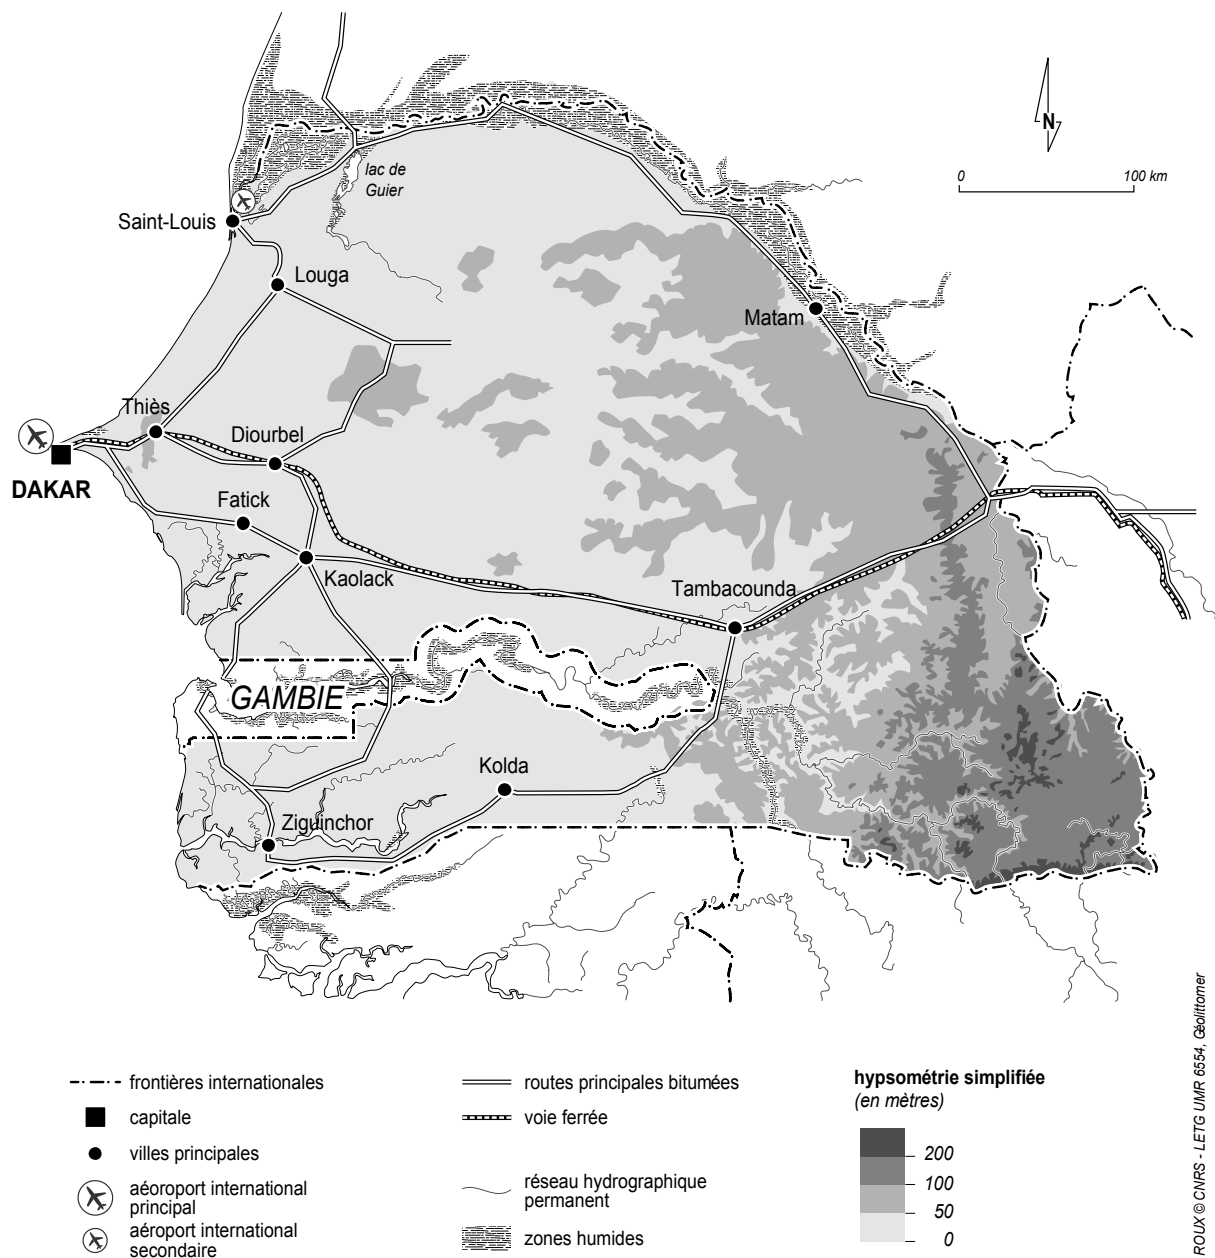 N
0
100 km
lac de
Guier
Saint-Louis
Louga
Matam
Thiès
Diourbel
DAKAR
Fatick
Kaolack
Tambacounda
GAMBIE
Kolda
Ziguinchor
frontières internationales
capitale
villes principales
aéoroport international
principal
aéroport international
secondaire
routes principales bitumées
voie ferrée
réseau hydrographique
permanent
zones humides
hypsométrie simplifiée
(en mètres)
200
100
50
0
ROUX © CNRS - LETG UMR 6554, Géolittomer